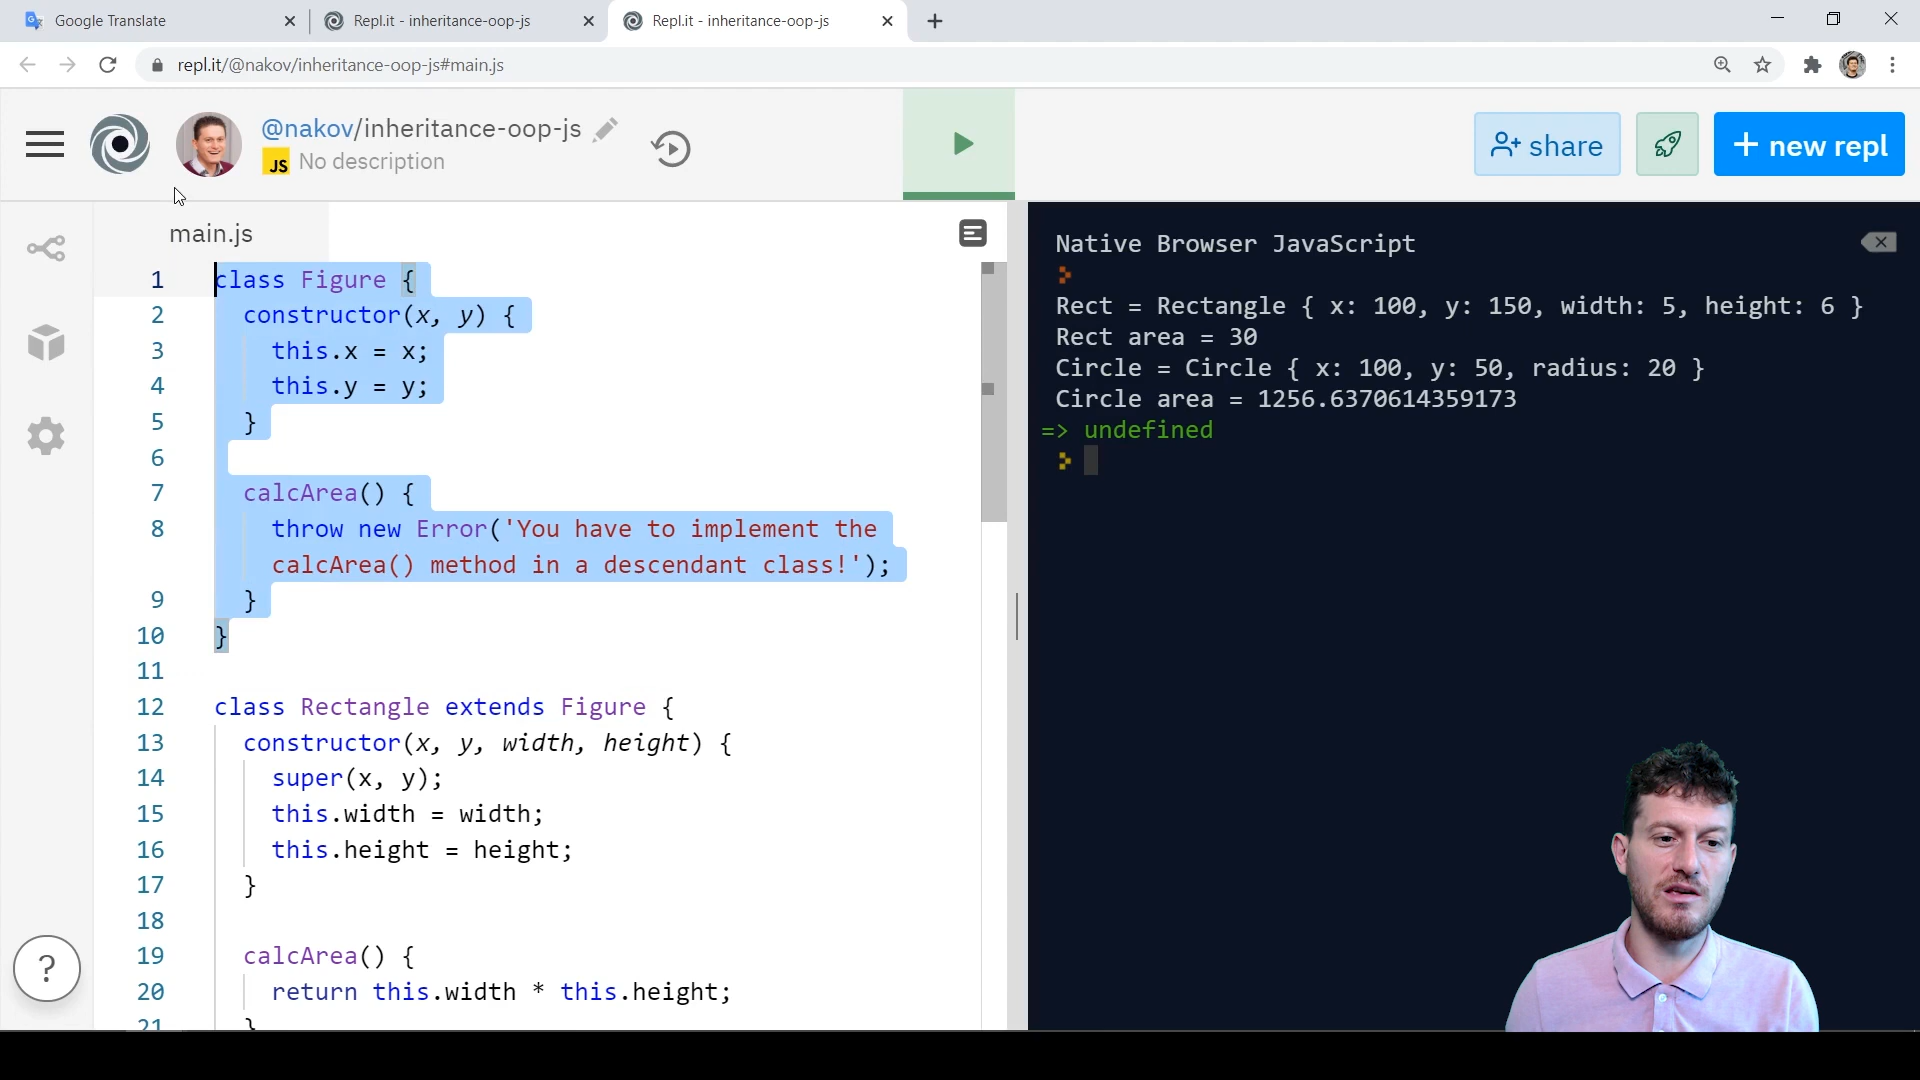 Google Translate
Repl.it - inheritance-oop-js
Repl.it - inheritance-oop-js
repl.it/@nakov/inheritance-oop-js#main.js
@nakov/inheritance-oop-js
JS No description
share
+ new repl
main.js
1 class Figure {
2 constructor(x, y) {
3 this.x = x;
4 this.y = y;
5 }
6
7 calcArea() {
8 throw new Error('You have to implement the
calcArea() method in a descendant class!');
9 }
10 }
11
12 class Rectangle extends Figure {
13 constructor(x, y, width, height) {
14 super(x, y);
15 this.width = width;
16 this.height = height;
17 }
18
19 calcArea() {
20 return this.width * this.height;
21 }
?
Native Browser JavaScript
Rect = Rectangle { x: 100, y: 150, width: 5, height: 6 }
Rect area = 30
Circle = Circle { x: 100, y: 50, radius: 20 }
Circle area = 1256.6370614359173
=> undefined